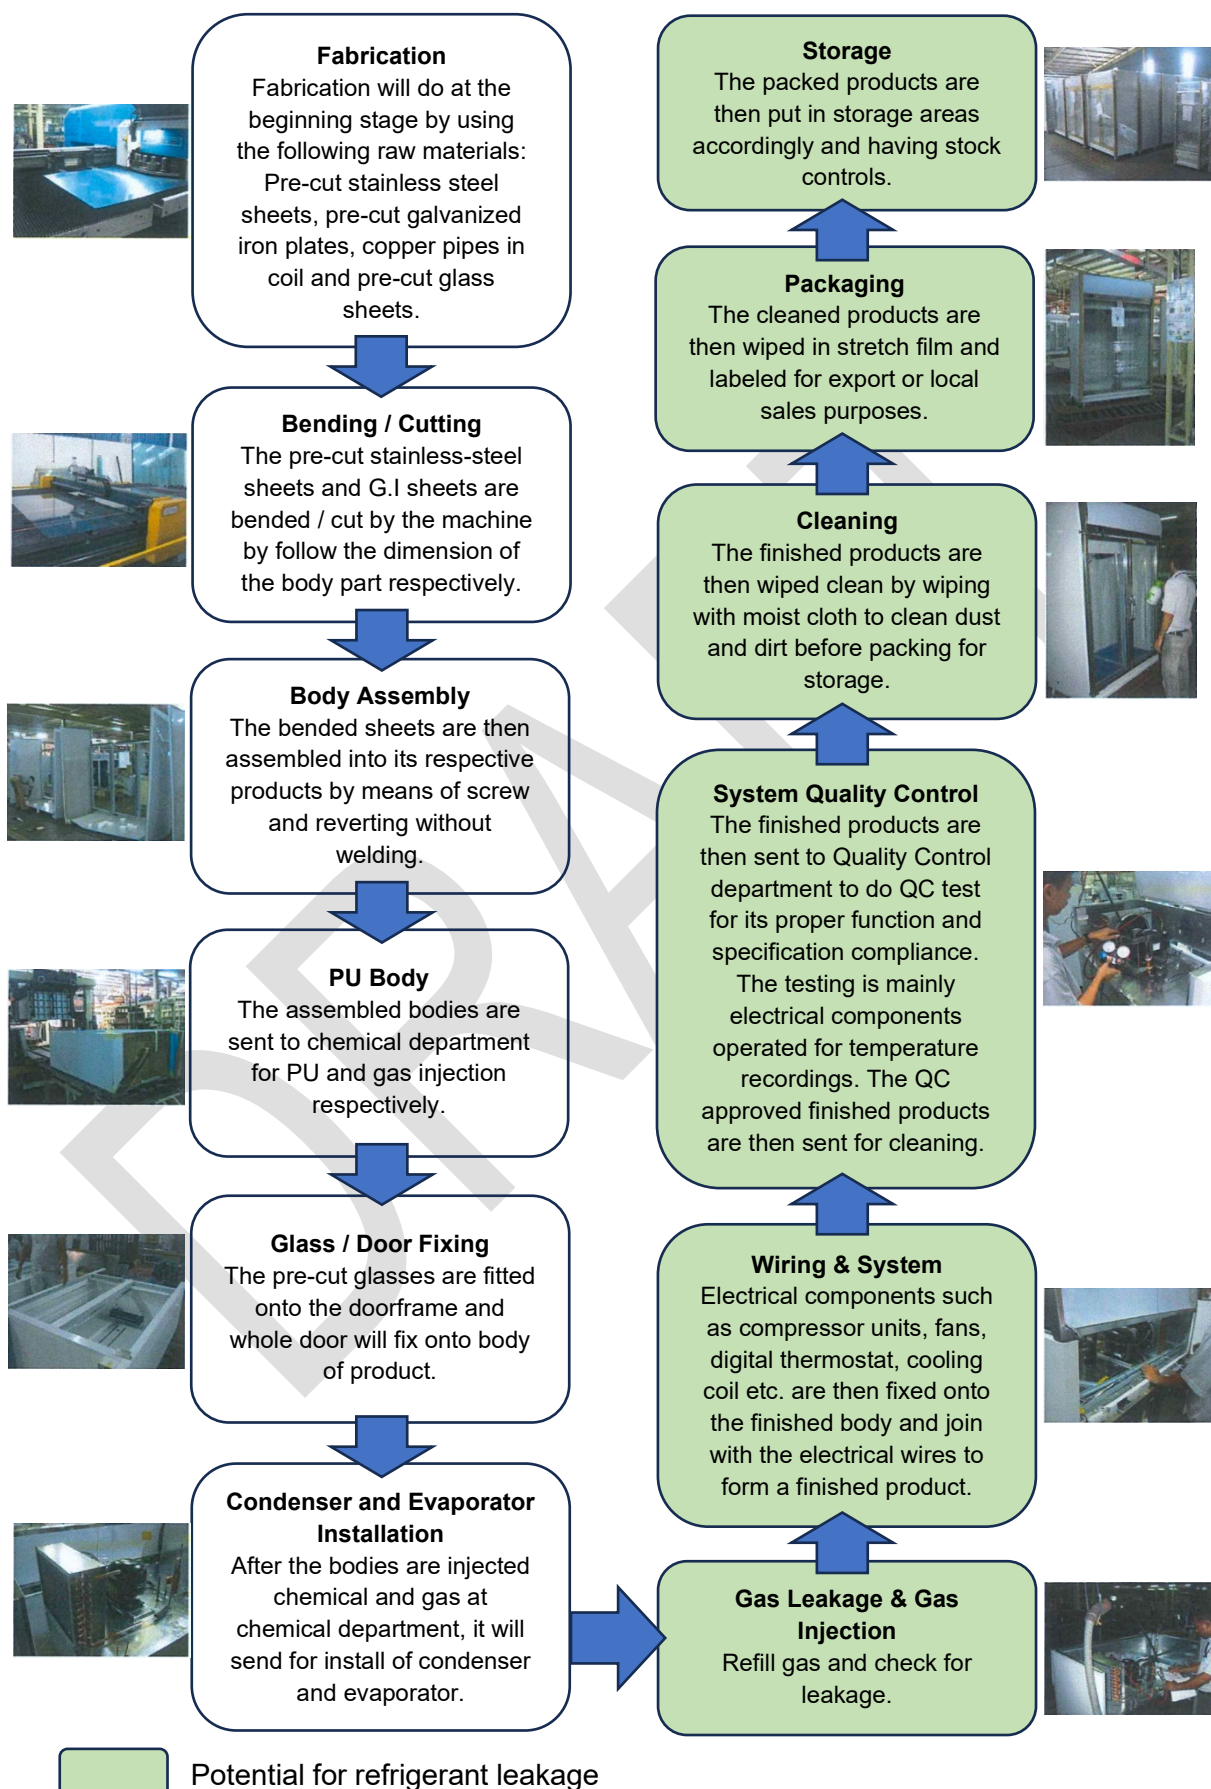 Fabrication
Fabrication will do at the
beginning stage by using
the following raw materials:
Pre-cut stainless steel
sheets, pre-cut galvanized
iron plates, copper pipes in
coil and pre-cut glass
sheets.
Bending / Cutting
The pre-cut stainless-steel
sheets and G.I sheets are
bended / cut by the machine
by follow the dimension of
the body part respectively.
Body Assembly
The bended sheets are then
assembled into its respective
products by means of screw
and reverting without
welding.
PU Body
The assembled bodies are
sent to chemical department
for PU and gas injection
respectively.
Glass / Door Fixing
The pre-cut glasses are fitted
onto the doorframe and
whole door will fix onto body
of product.
Condenser and Evaporator
Installation
After the bodies are injected
chemical and gas at
chemical department, it will
send for install of condenser
and evaporator.
Gas Leakage & Gas
Injection
Refill gas and check for
leakage.
Wiring & System
Electrical components such
as compressor units, fans,
digital thermostat, cooling
coil etc. are then fixed onto
the finished body and join
with the electrical wires to
form a finished product.
System Quality Control
The finished products are
then sent to Quality Control
department to do QC test
for its proper function and
specification compliance.
The testing is mainly
electrical components
operated for temperature
recordings. The QC
approved finished products
are then sent for cleaning.
Cleaning
The finished products are
then wiped clean by wiping
with moist cloth to clean dust
and dirt before packing for
storage.
Packaging
The cleaned products are
then wiped in stretch film and
labeled for export or local
sales purposes.
Storage
The packed products are
then put in storage areas
accordingly and having stock
controls.
Potential for refrigerant leakage
DRAFT